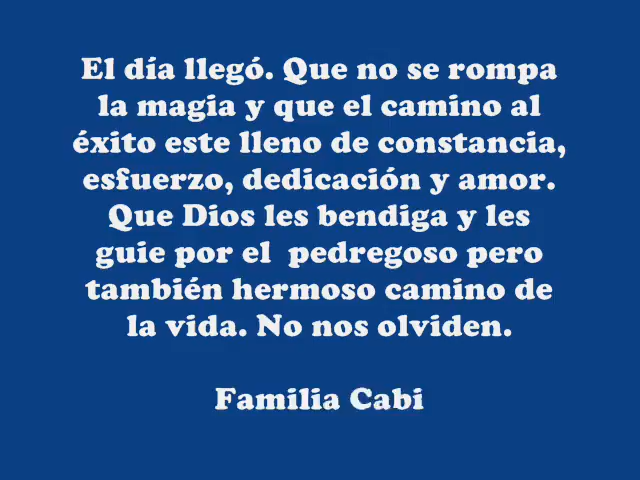 El día llegó. Que no se rompa
la magia y que el camino al
éxito este lleno de constancia,
esfuerzo, dedicación y amor.
Que Dios les bendiga y les
guie por el pedregoso pero
también hermoso camino de
la vida. No nos olviden.
Familia Cabi